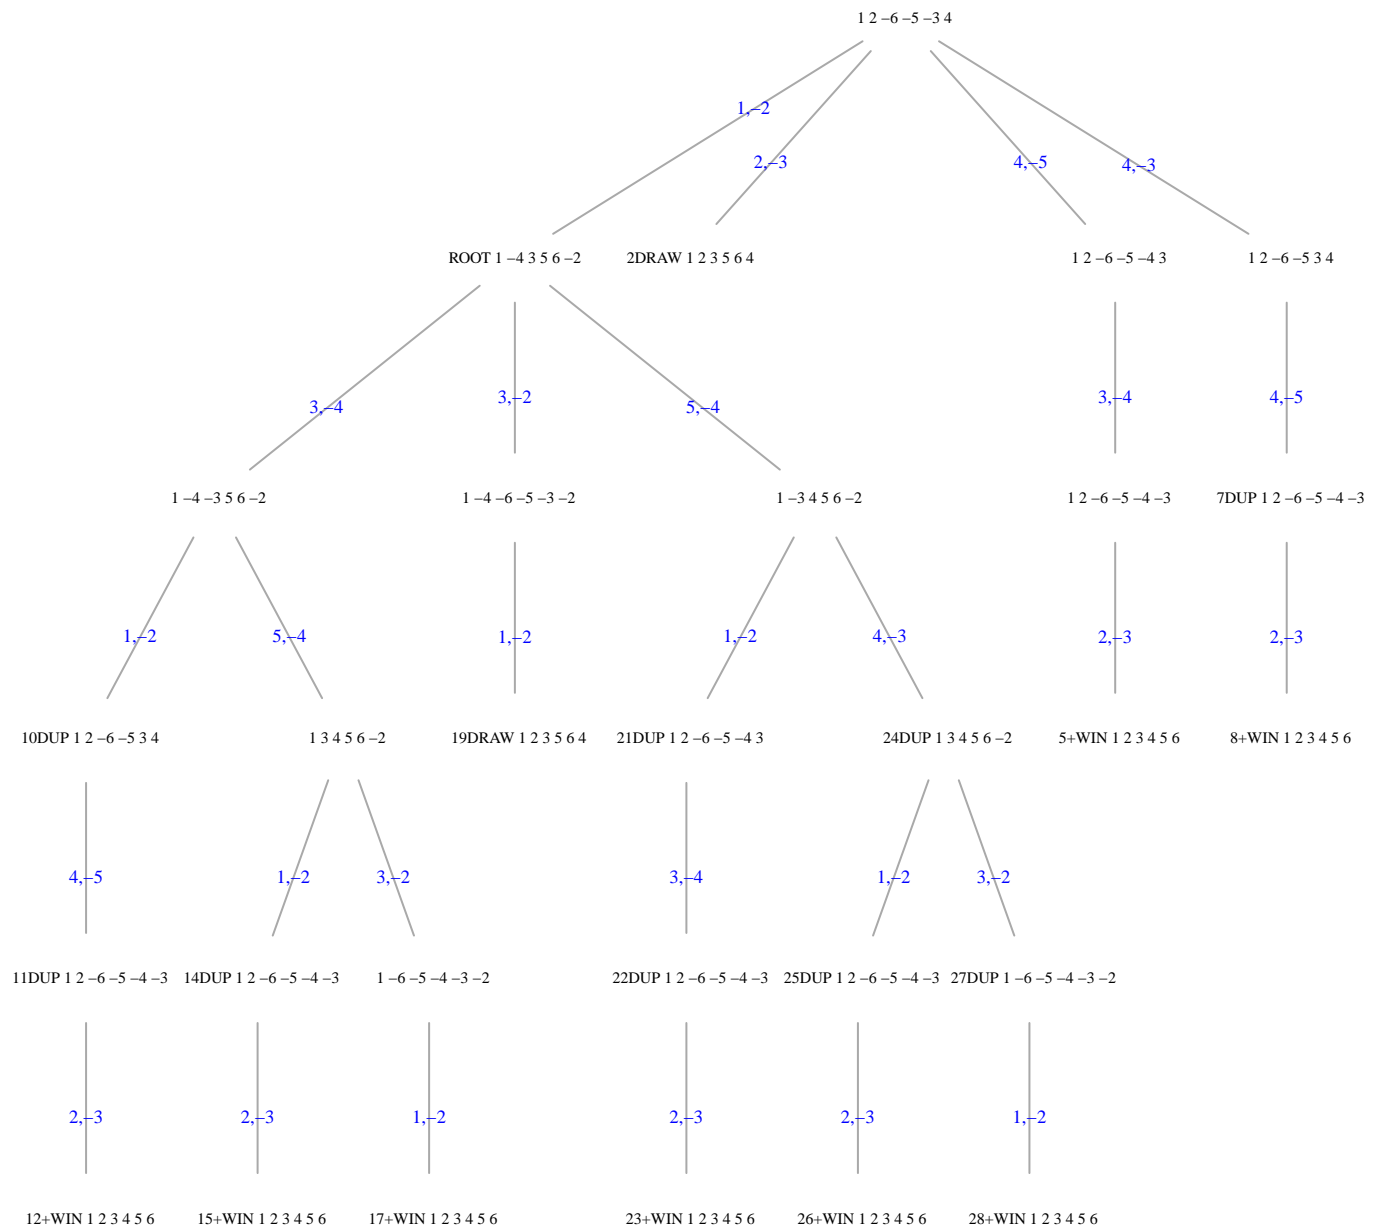 1 2 −6 −5 −3 4
1,−2
2,−3
4,−5
4,−3
ROOT 1 −4 3 5 6 −2
2DRAW 1 2 3 5 6 4
1 2 −6 −5 −4 3
1 2 −6 −5 3 4
3,−4
3,−2
5,−4
3,−4
4,−5
1 −4 −3 5 6 −2
1 −4 −6 −5 −3 −2
1 −3 4 5 6 −2
1 2 −6 −5 −4 −3
7DUP 1 2 −6 −5 −4 −3
1,−2
5,−4
1,−2
1,−2
4,−3
2,−3
2,−3
10DUP 1 2 −6 −5 3 4
1 3 4 5 6 −2
19DRAW 1 2 3 5 6 4
21DUP 1 2 −6 −5 −4 3
24DUP 1 3 4 5 6 −2
5+WIN 1 2 3 4 5 6
8+WIN 1 2 3 4 5 6
4,−5
1,−2
3,−2
3,−4
1,−2
3,−2
11DUP 1 2 −6 −5 −4 −3
14DUP 1 2 −6 −5 −4 −3
1 −6 −5 −4 −3 −2
22DUP 1 2 −6 −5 −4 −3
25DUP 1 2 −6 −5 −4 −3
27DUP 1 −6 −5 −4 −3 −2
2,−3
2,−3
1,−2
2,−3
2,−3
1,−2
12+WIN 1 2 3 4 5 6
15+WIN 1 2 3 4 5 6
17+WIN 1 2 3 4 5 6
23+WIN 1 2 3 4 5 6
26+WIN 1 2 3 4 5 6
28+WIN 1 2 3 4 5 6